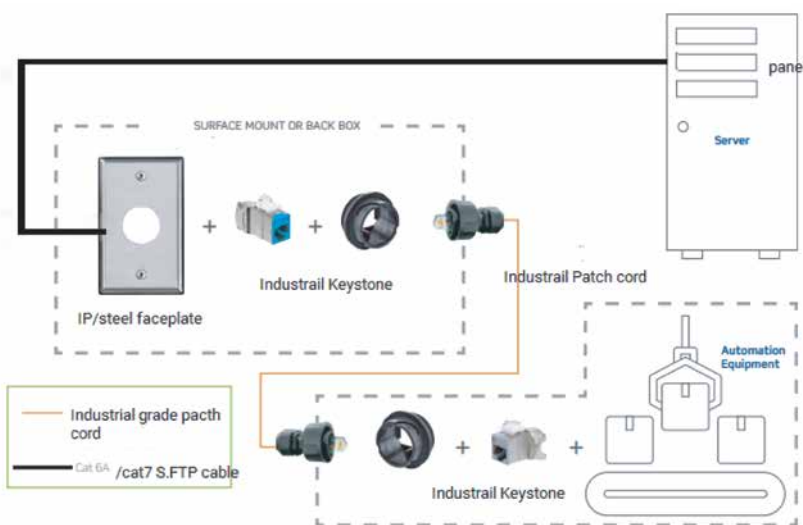 pane
Server
SURFACE MOUNT OR BACK BOX
+
+
Industrail Keystone
Industrail Patch cord
IP/steel faceplate
Automation
Equipment
Industrial grade pacth
cord
Cat 6A /cat7 S.FTP cable
+
+
Industrail Keystone